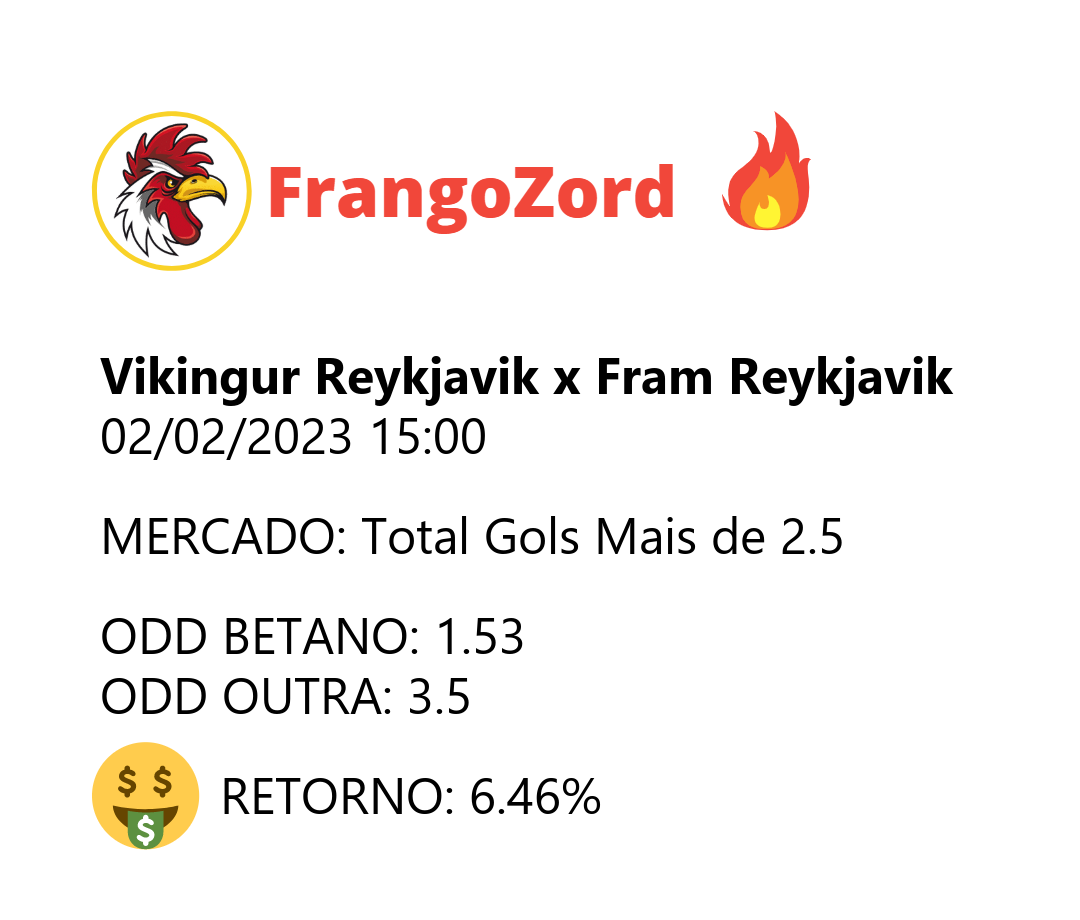 FrangoZord
Vikingur Reykjavik x Fram Reykjavik
02/02/2023 15:00
MERCADO: Total Gols Mais de 2.5
ODD BETANO: 1.53
ODD OUTRA: 3.5
RETORNO: 6.46%